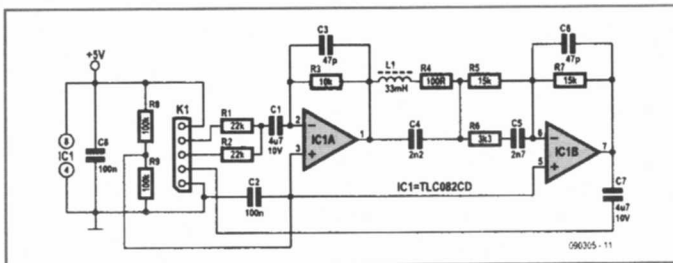 +5V
IC1
8
4
C8
100n
R8
100k
R9
100k
K1
R1
22k
R2
22k
C1
4u7
10V
C2
100n
C3
47p
R3
10k
2
3
1
IC1A
L1
33mH
R4
100R
C4
2n2
R5
15k
R6
3k3
C5
2n7
C6
47p
R7
15k
6
5
7
IC1B
C7
4u7
10V
IC1=TLC082CD
090305 - 11